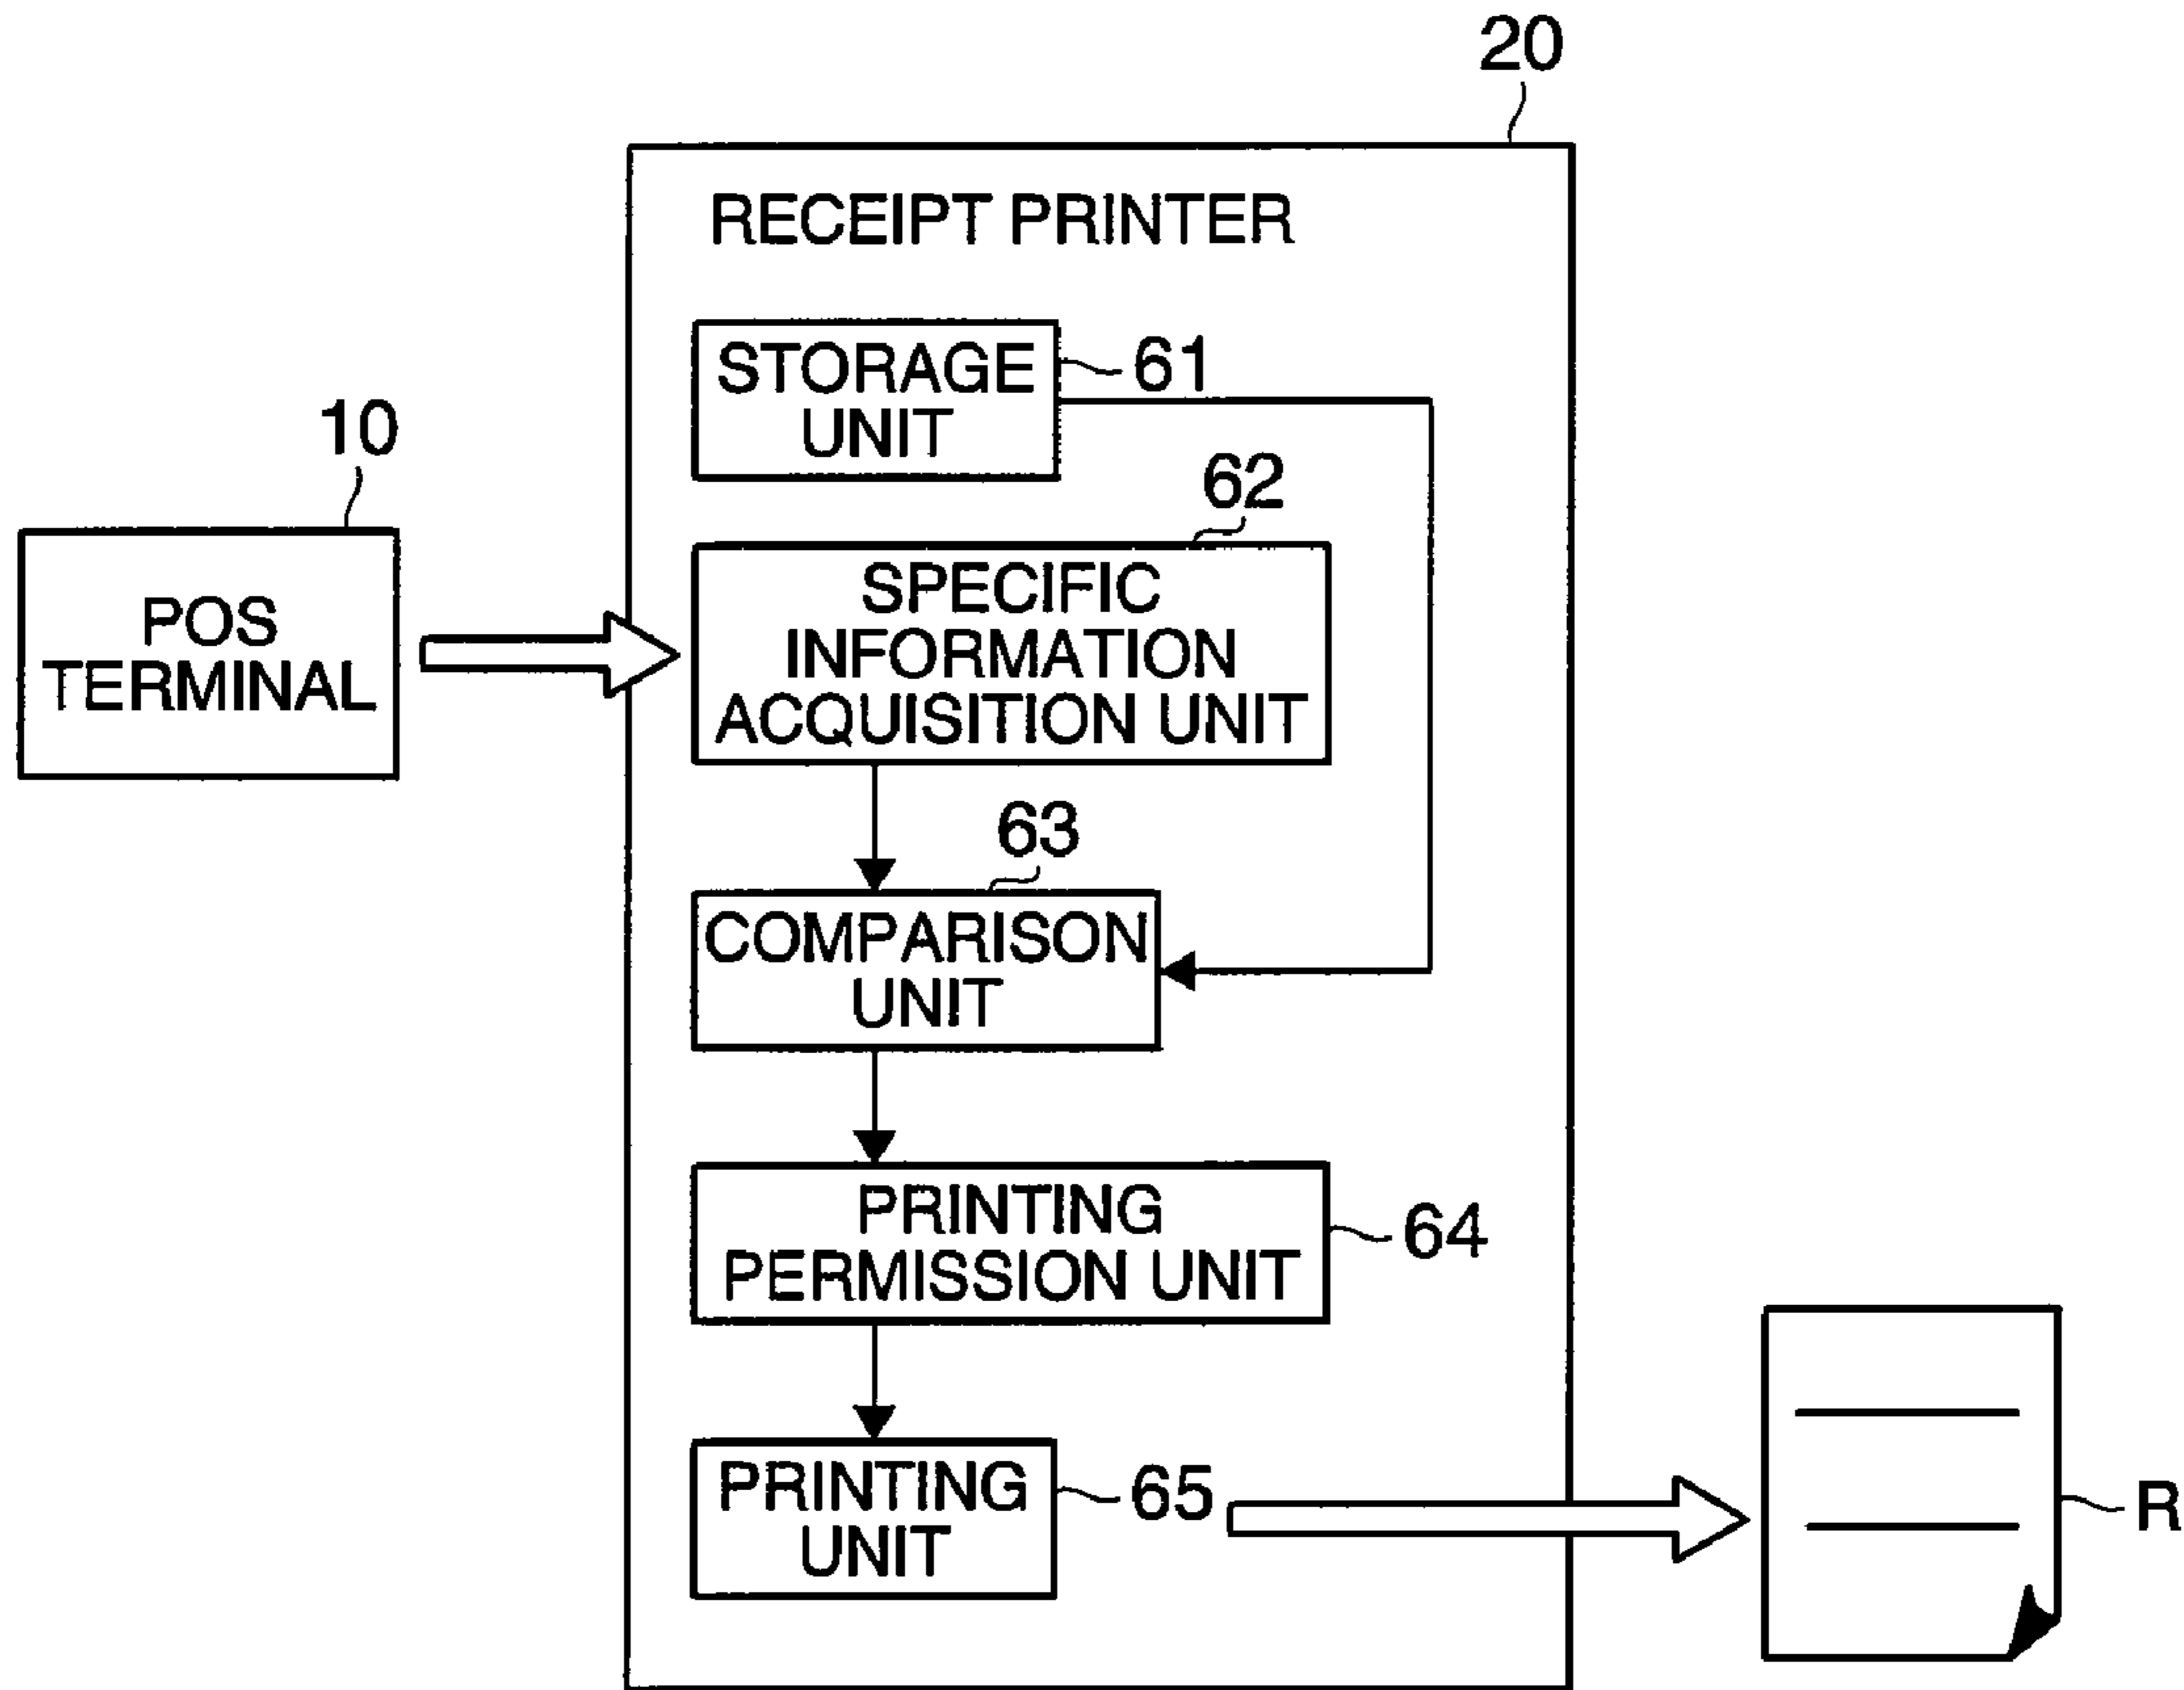 20
RECEIPT PRINTER
STORAGE
UNIT
61
10
62
POS
TERMINAL
SPECIFIC
INFORMATION
ACQUISITION UNIT
63
COMPARISON
UNIT
PRINTING
PERMISSION UNIT
64
PRINTING
UNIT
65
R